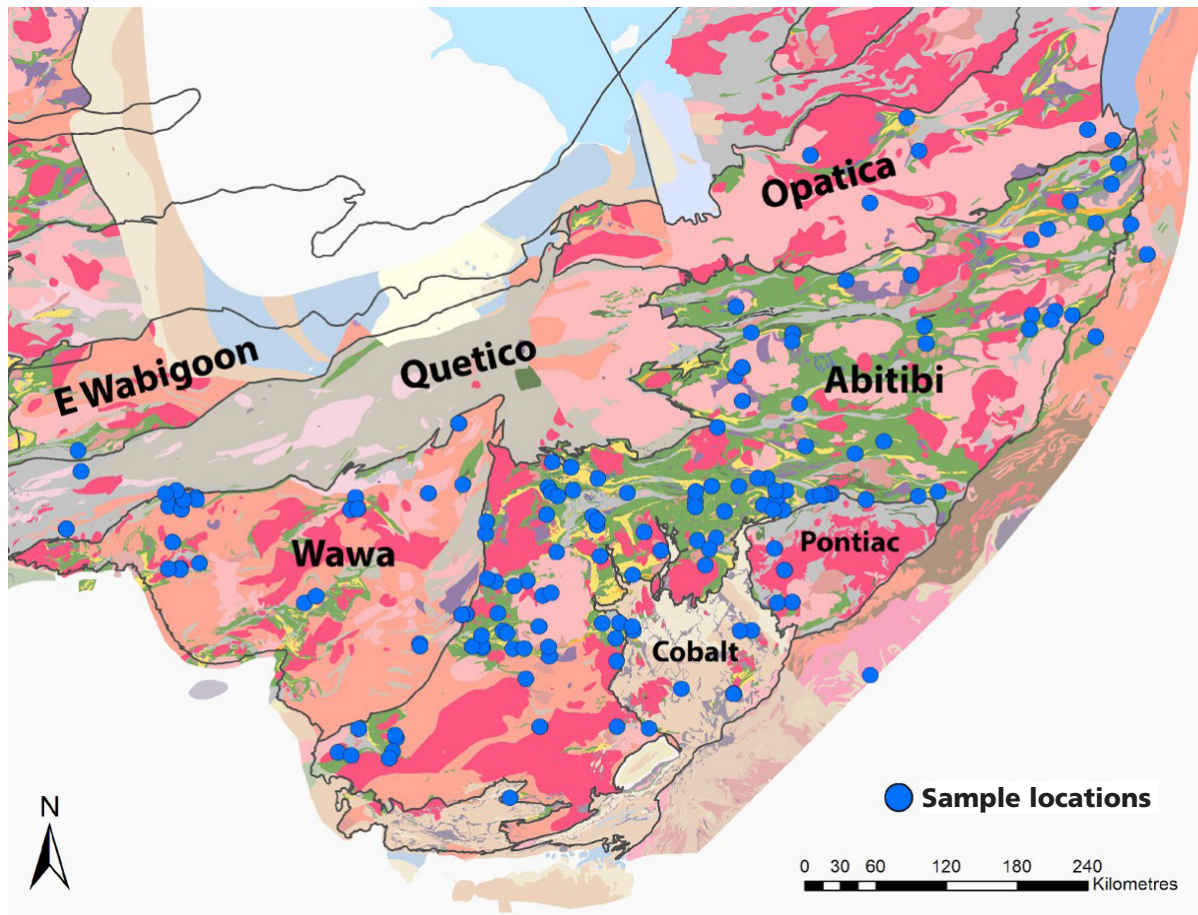 Opatica
E Wabigoon
Quetico
Abitibi
Wawa
Pontiac
Cobalt
Sample locations
N
0 30 60 120 180 240
Kilometres